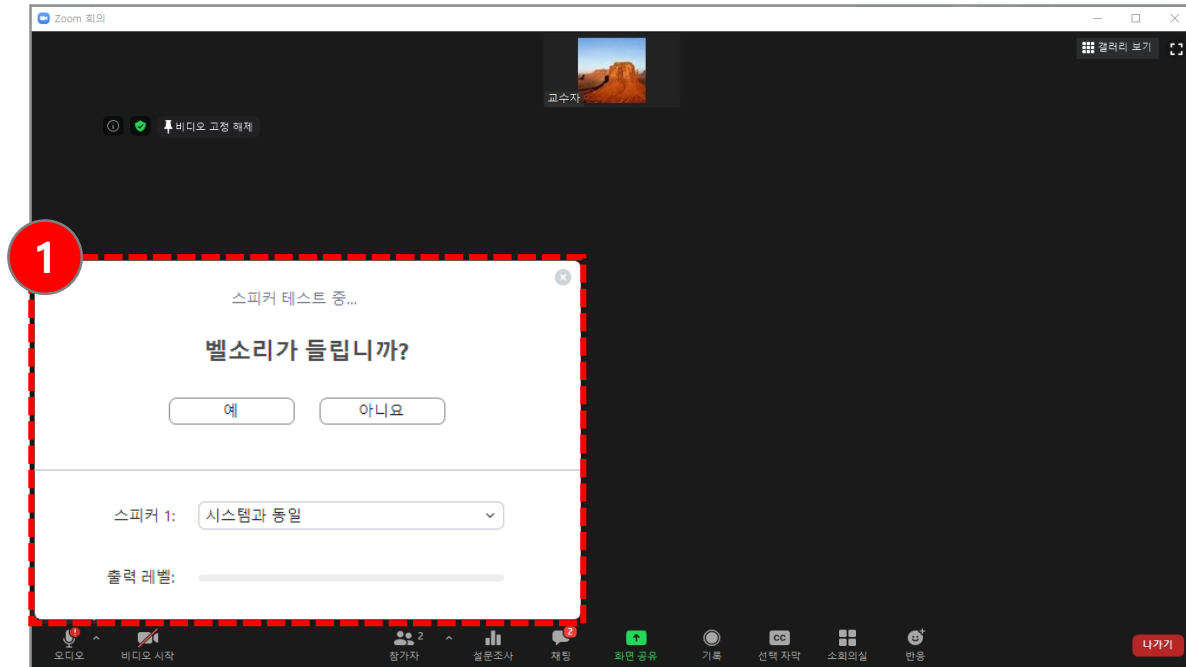 Zoom 회의
갤러리 보기
교수자
비디오 고정 해제
1
스피커 테스트 중...
벨소리가 들립니까?
예 아니요
스피커 1: 시스템과 동일
출력 레벨:
오디오 비디오 시작 참가자 2 설문조사 채팅 2 화면 공유 기록 CC 선택 자막 소회의실 반응 나가기